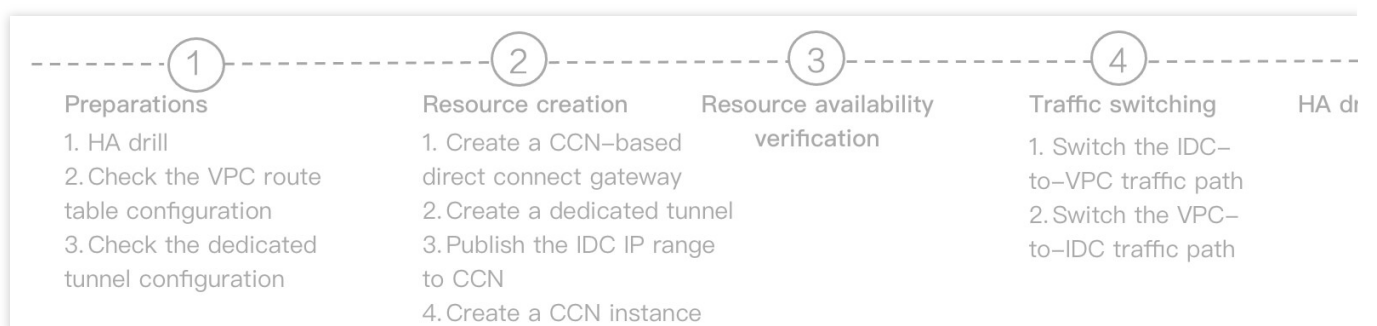 1
2
3
4
Preparations
1. HA drill
2. Check the VPC route
table configuration
3. Check the dedicated
tunnel configuration
Resource creation
1. Create a CCN–based
direct connect gateway
2. Create a dedicated tunnel
3. Publish the IDC IP range
to CCN
4. Create a CCN instance
Resource availability
verification
Traffic switching
1. Switch the IDC–
to–VPC traffic path
2. Switch the VPC–
to–IDC traffic path
HA